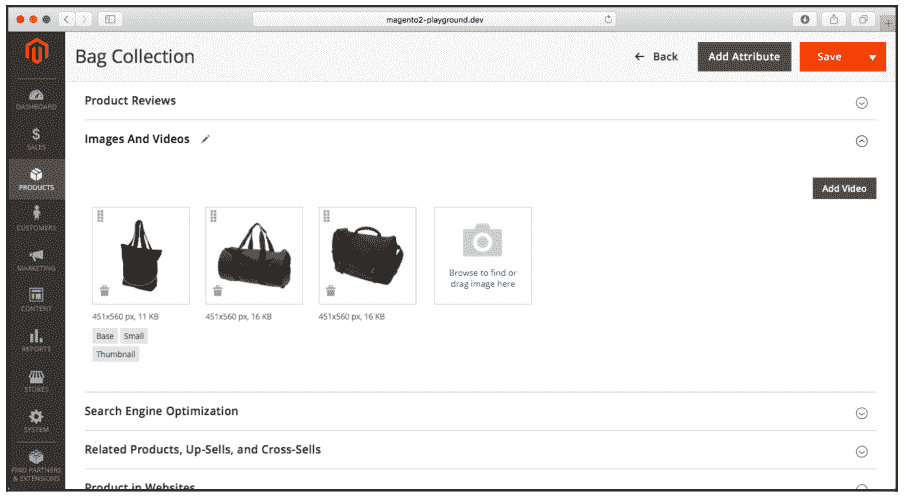 magento2-playground.dev
Bag Collection
Back
Add Attribute
Save
DASHBOARD
$
SALES
PRODUCTS
CUSTOMERS
MARKETING
CONTENT
REPORTS
STORES
SYSTEM
FIND PARTNERS
& EXTENSIONS
Product Reviews
Images And Videos
Add Video
Browse to find or
drag image here
451x560 px, 11 KB
451x560 px, 16 KB
451x560 px, 16 KB
Base
Small
Thumbnail
Search Engine Optimization
Related Products, Up-Sells, and Cross-Sells
Product in Websites